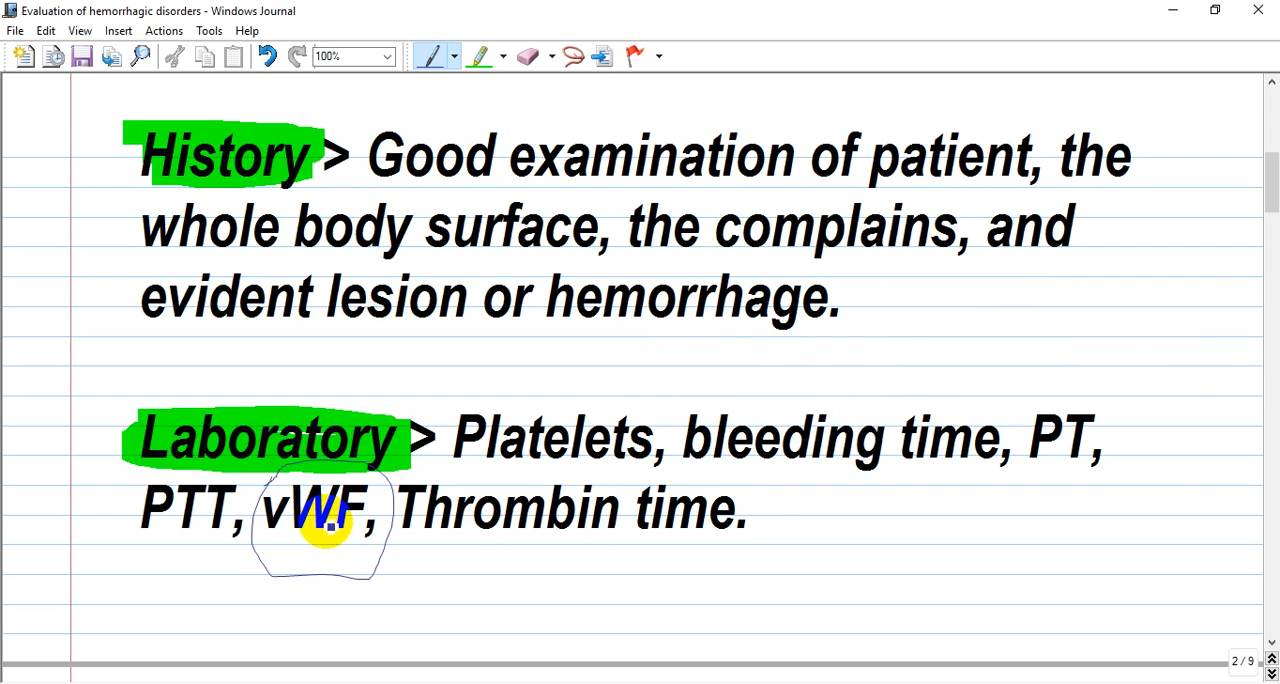 Evaluation of hemorrhagic disorders - Windows Journal
File Edit View Insert Actions Tools Help
100%
History > Good examination of patient, the
whole body surface, the complains, and
evident lesion or hemorrhage.
Laboratory > Platelets, bleeding time, PT,
PTT, vWF, Thrombin time.
2 / 9